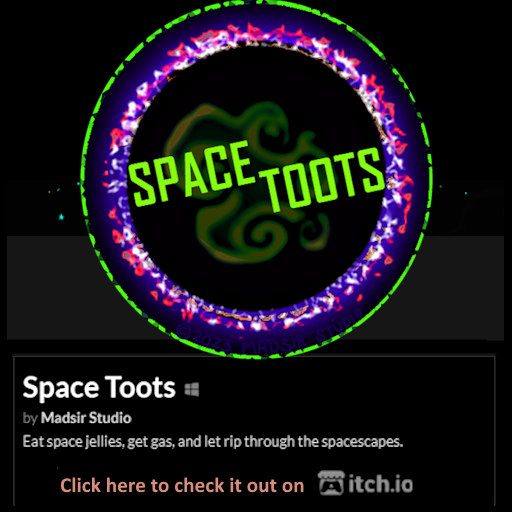 SPACE TOOTS
©2023 MADSIR STUDIO
Space Toots
by Madsir Studio
Eat space jellies, get gas, and let rip through the spacescapes.
Click here to check it out on itch.io